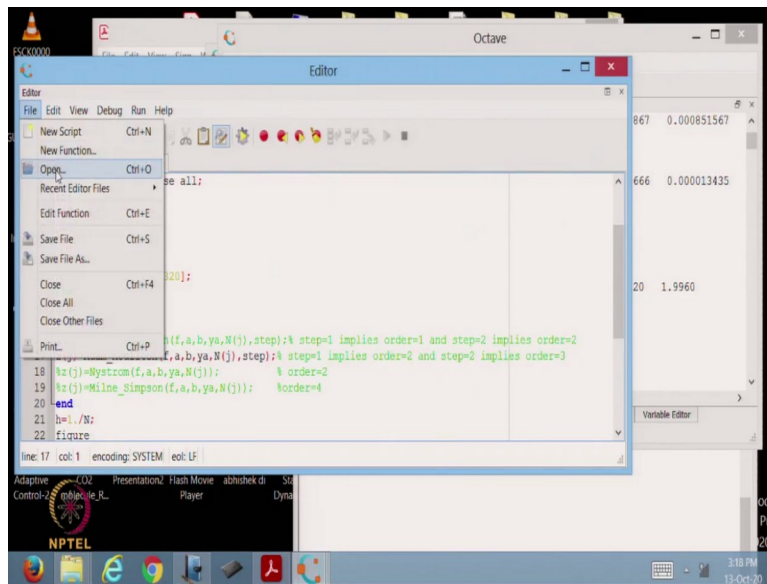 FSCK0000
Octave
Editor
867 0.000851567
666 0.000013435
20 1.9960
Variable Editor
Editor
File Edit View Debug Run Help
New Script Ctrl+N
New Function...
Open... Ctrl+O
Recent Editor Files
Edit Function Ctrl+E
Save File Ctrl+S
Save File As...
Close Ctrl+F4
Close All
Close Other Files
Print... Ctrl+P
se all;
320];
h(f,a,b,ya,N(j),step);% step=1 implies order=1 and step=2 implies order=2
f,a,b,ya,N(j),step);% step=1 implies order=2 and step=2 implies order=3
18 %z(j)=Nystrom(f,a,b,ya,N(j)); % order=2
19 %z(j)=Milne_Simpson(f,a,b,ya,N(j)); %order=4
20 end
21 h=1./N;
22 figure
line: 17 col: 1 encoding: SYSTEM eol: LF
Adaptive Control-2
CO2 molecule_R...
Presentation2
Flash Movie Player
abhishek di
Sta
Dyna
NPTEL
3:18 PM
13-Oct-20